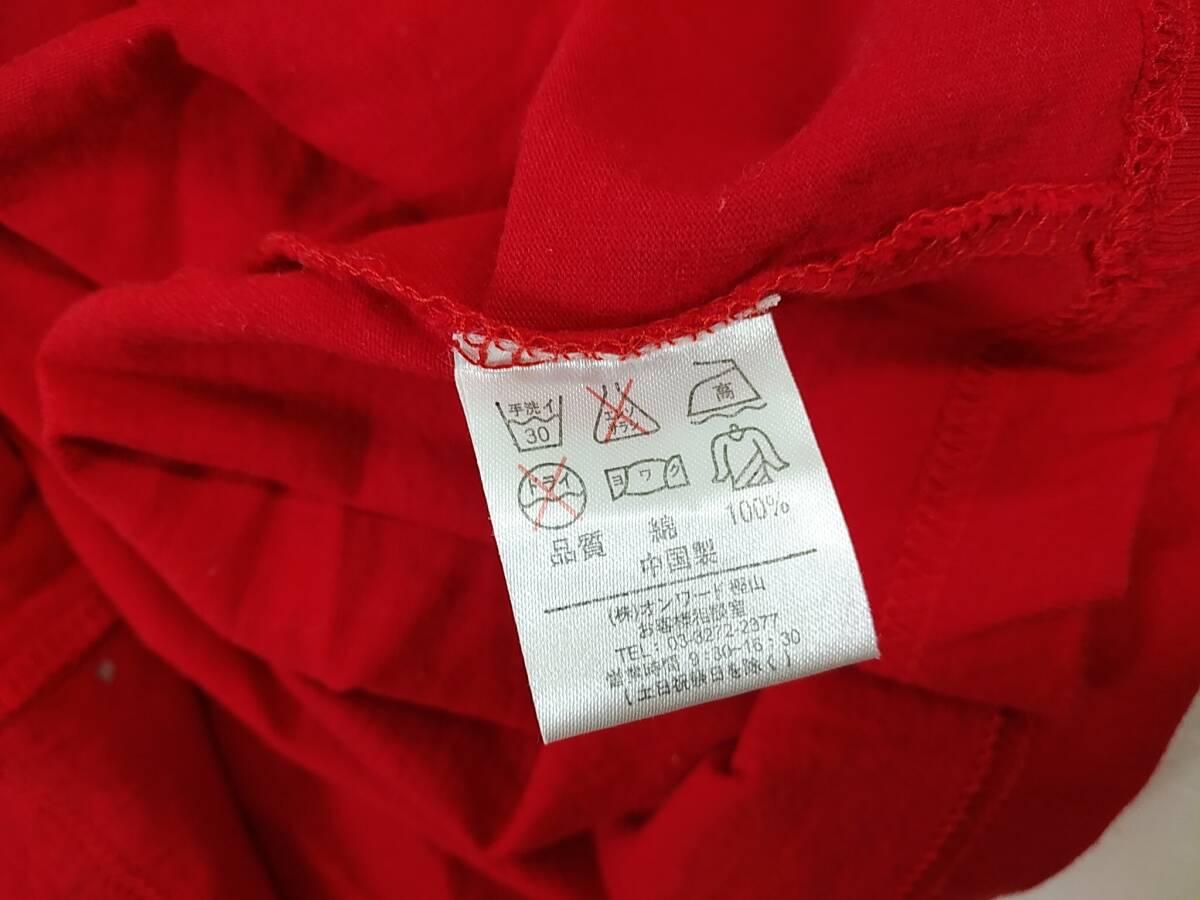 手洗イ
30
エンソ
サラシ
高
ドライ
ヨワク
品質 綿 100%
中国製
(株)オンワード樫山
お客様相談室
TEL: 03-3272-2377
営業時間 9:30-16:30
(土日祝祭日を除く)